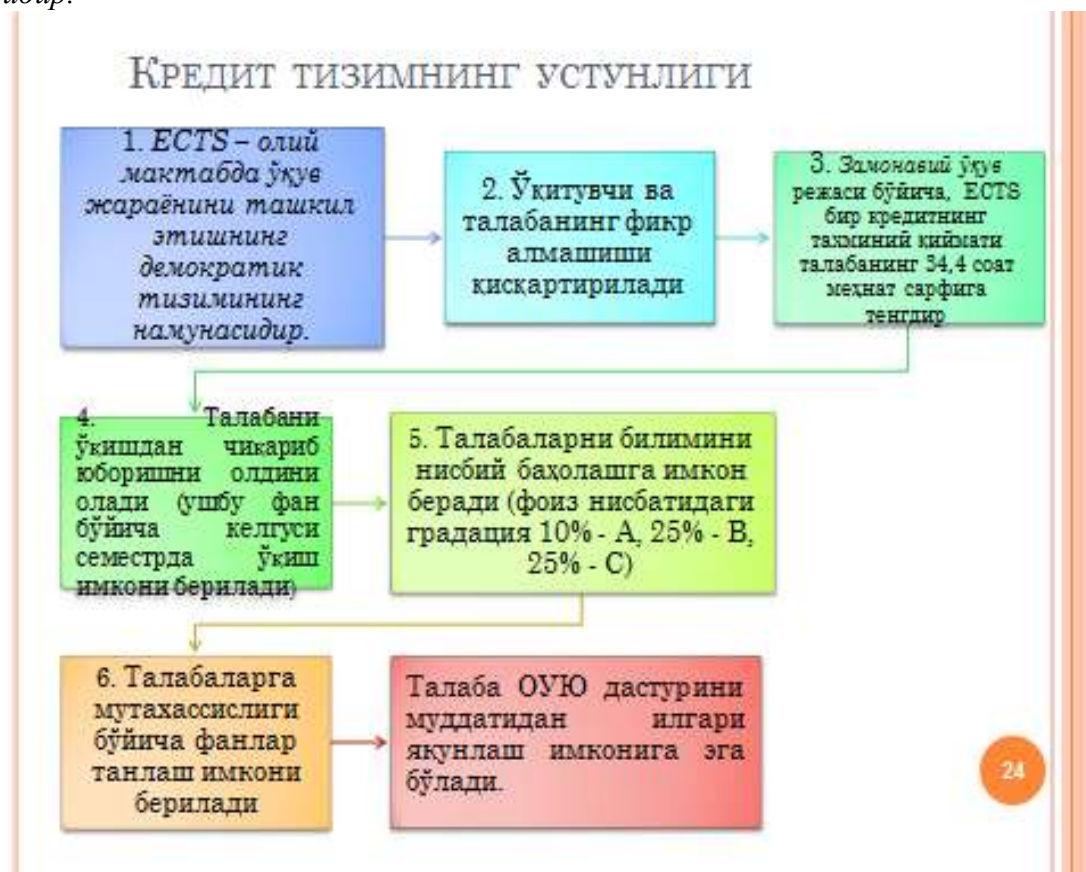 КРЕДИТ ТИЗИМНИНГ УСТУНЛИГИ
1. ECTS – олий
мактабда ўқув
жараёнини ташкил
этишнинг
демократик
тизимининг
намунасидир.
2. Ўқитувчи ва
талабанинг фикр
алмашиши
қисқартирилади
3. Замонавий ўқув
режаси бўйича, ECTS
бир кредитнинг
тахминий қиймати
талабанинг 34,4 соат
меҳнат сарфига
тенгдир
4. Талабани
ўқишдан чиқариб
юборишни олдини
олади (ушбу фан
бўйича келгуси
семестрда ўқиш
имкони берилади)
5. Талабаларни билимини
нисбий баҳолашга имкон
беради (фоиз нисбатидаги
градация 10% - A, 25% - B,
25% - C)
6. Талабаларга
мутахассислиги
бўйича фанлар
танлаш имкони
берилади
Талаба ОУЮ дастурини
муддатидан илгари
якунлаш имконига эга
бўлади.
24